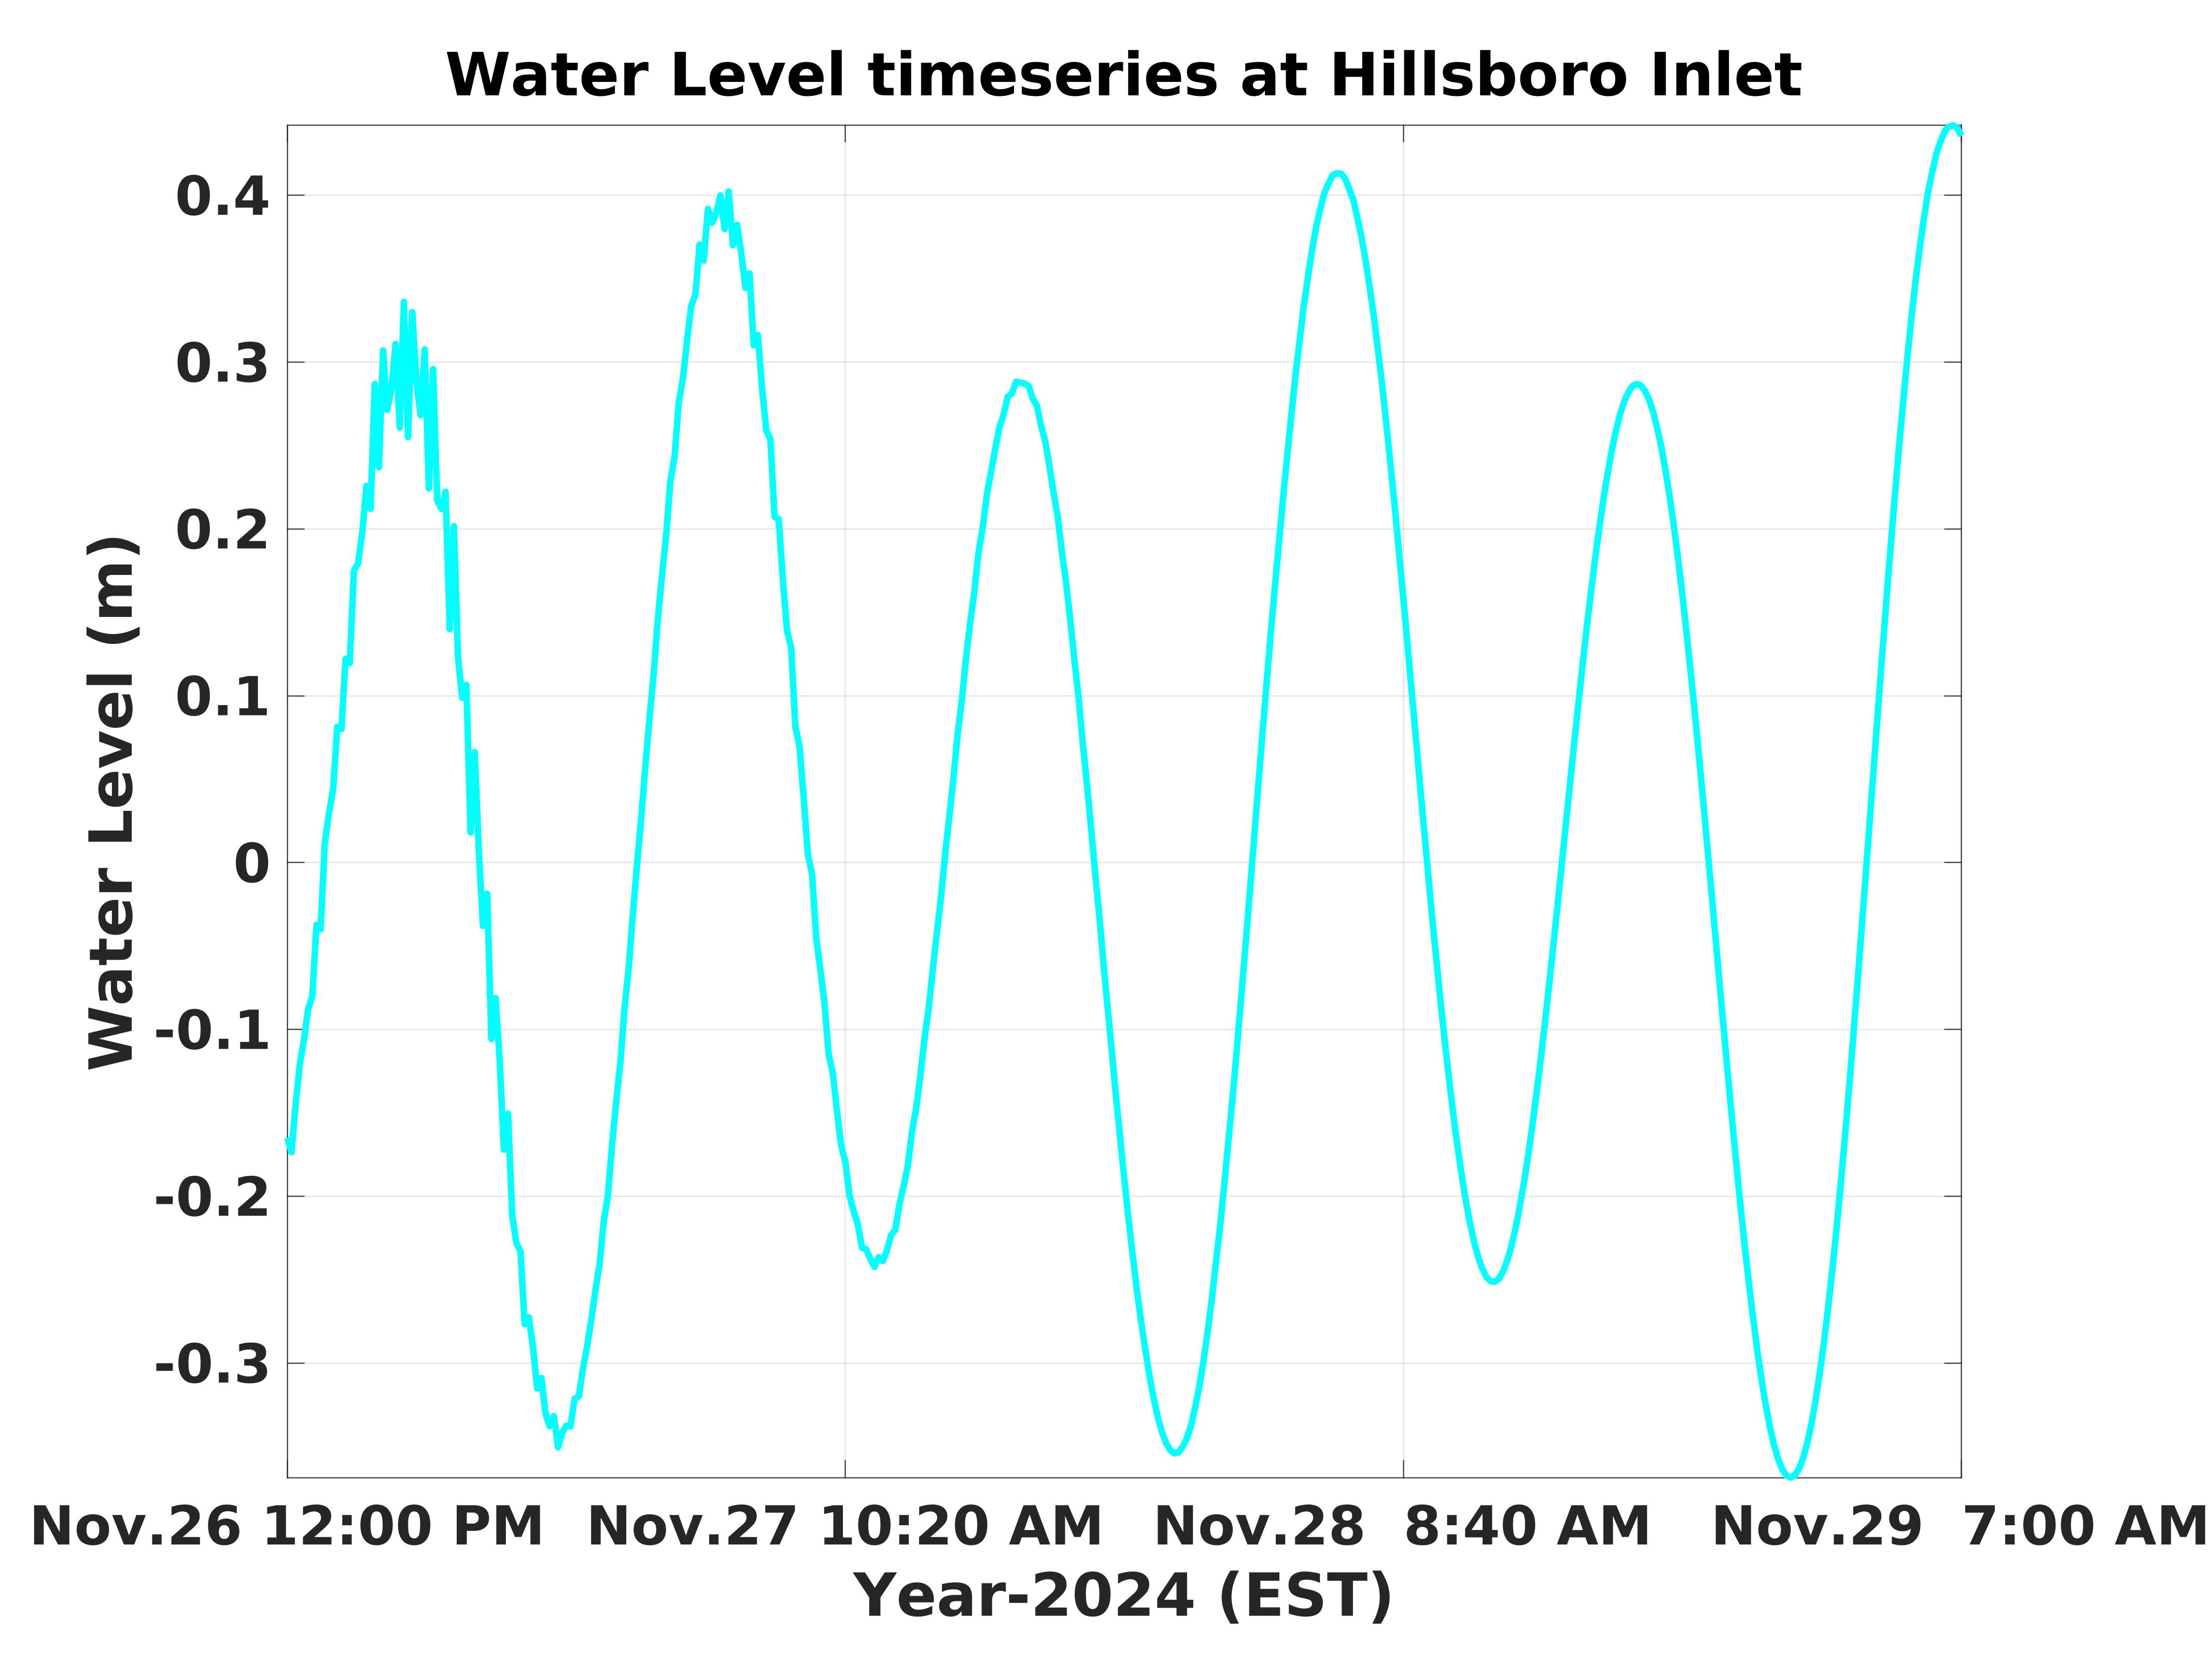 Water Level timeseries at Hillsboro Inlet
Water Level (m)
0.4
0.3
0.2
0.1
0
-0.1
-0.2
-0.3
Nov.26 12:00 PM Nov.27 10:20 AM Nov.28 8:40 AM Nov.29 7:00 AM
Year-2024 (EST)